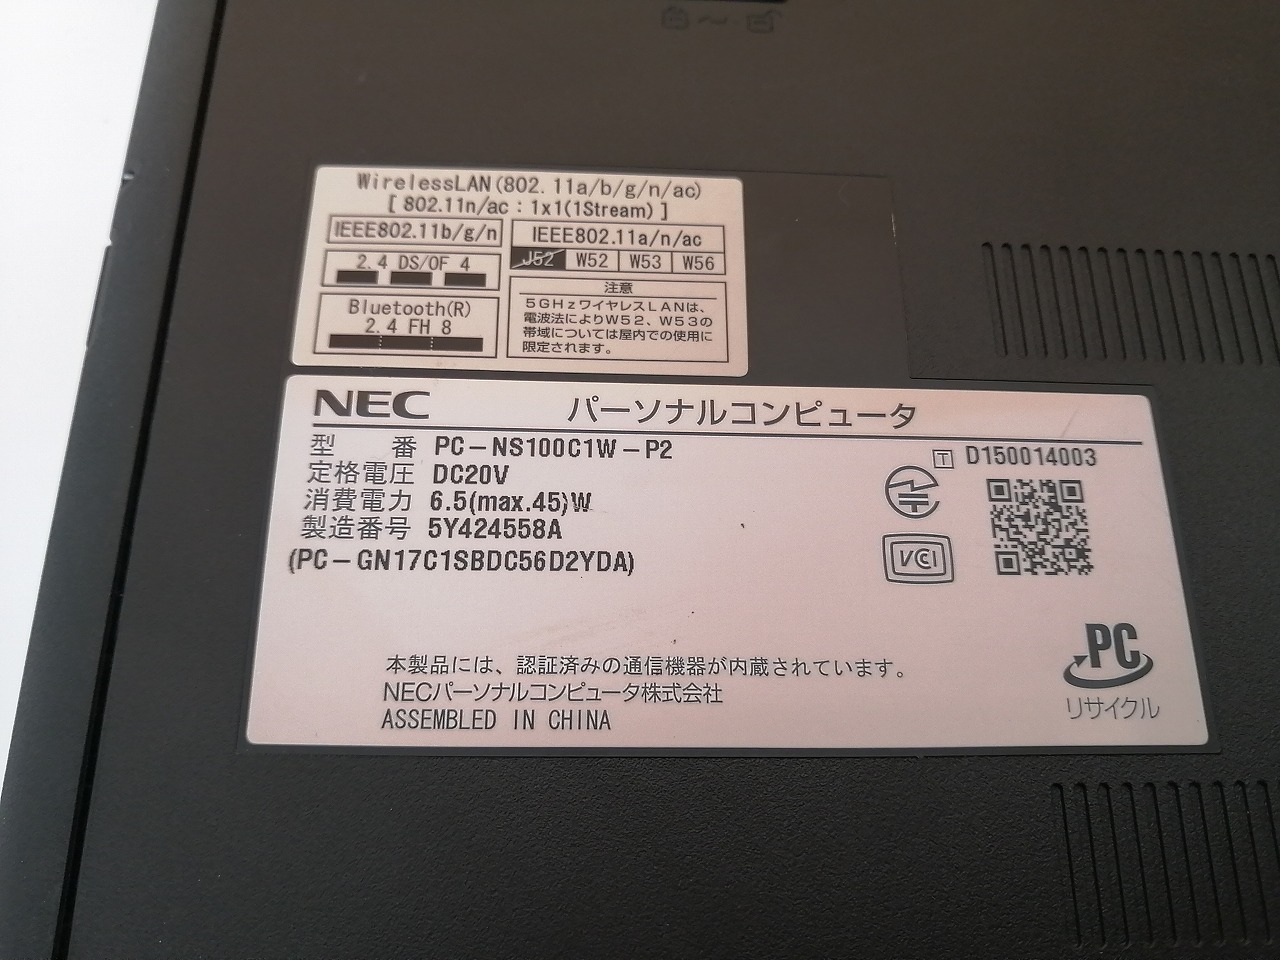 WirelessLAN(802.11a/b/g/n/ac)
[ 802.11n/ac : 1x1(1Stream) ]
IEEE802.11b/g/n
2.4 DS/OF 4
Bluetooth(R)
2.4 FH 8
IEEE802.11a/n/ac
J52 W52 W53 W56
注意
5GHzワイヤレスLANは、
電波法によりW52、W53の
帯域については屋内での使用に
限定されます。
NEC パーソナルコンピュータ
型 番 PC-NS100C1W-P2
定格電圧 DC20V
消費電力 6.5(max.45)W
製造番号 5Y424558A
(PC-GN17C1SBDC56D2YDA)
T D150014003
VCCI
本製品には、認証済みの通信機器が内蔵されています。
NECパーソナルコンピュータ株式会社
ASSEMBLED IN CHINA
PC
リサイクル